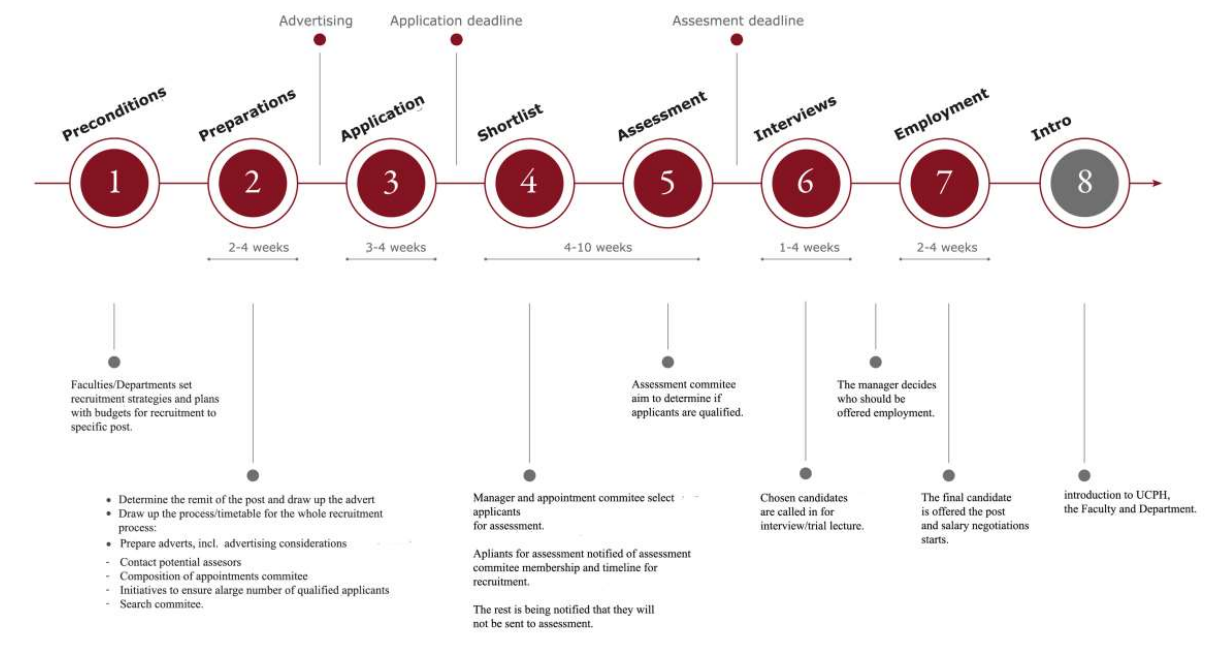 Advertising
Application deadline
Assesment deadline
Preconditions
Preparations
Application
Shortlist
Assessment
Interviews
Employment
Intro
1
2
3
4
5
6
7
8
2-4 weeks
3-4 weeks
4-10 weeks
1-4 weeks
2-4 weeks
Faculties/Departments set
recruitment strategies and plans
with budgets for recruitment to
specific post.
Assessment commitee
aim to determine if
applicants are qualified.
The manager decides
who should be
offered employment.
• Determine the remit of the post and draw up the advert
• Draw up the process/timetable for the whole recruitment
process:
• Prepare adverts, incl. advertising considerations
- Contact potential assesors
- Composition of appointments commitee
- Initiatives to ensure alarge number of qualified applicants
- Search commitee.
Manager and appointment commitee select
applicants
for assessment.
Apliants for assessment notified of assessment
commitee membership and timeline for
recruitment.
The rest is being notified that they will
not be sent to assessment.
Chosen candidates
are called in for
interview/trial lecture.
The final candidate
is offered the post
and salary negotiations
starts.
introduction to UCPH,
the Faculty and Department.